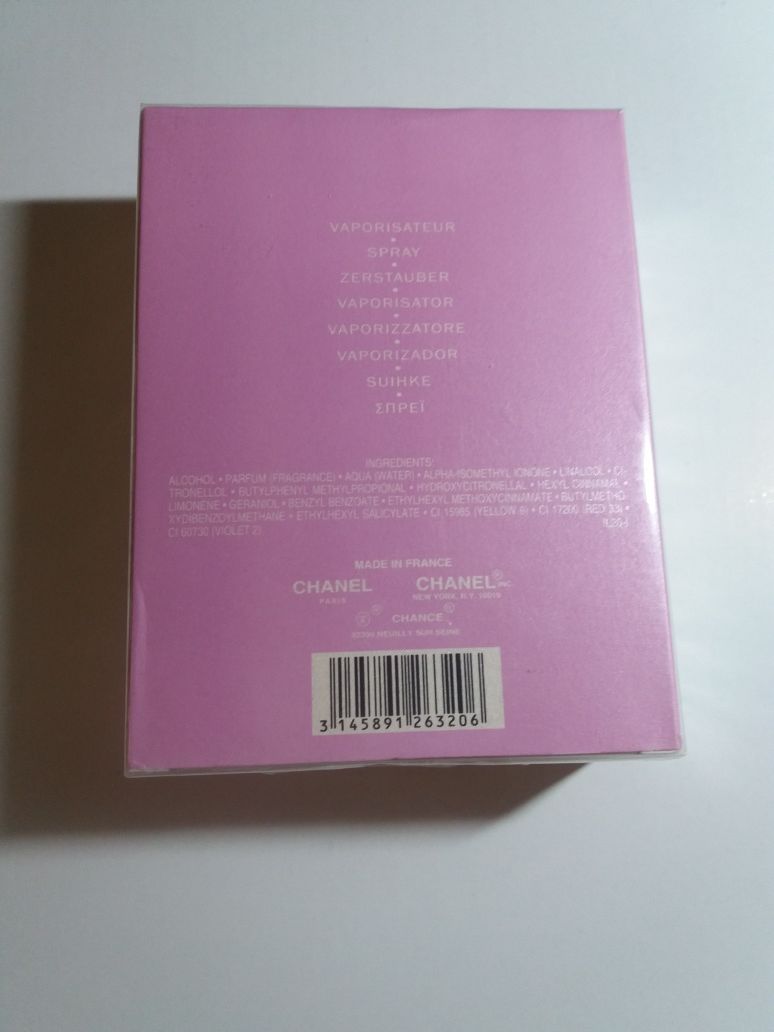 VAPORISATEUR
•
SPRAY
•
ZERSTAUBER
•
VAPORISATOR
•
VAPORIZZATORE
•
VAPORIZADOR
•
SUIHKE
•
ΣΠΡΕΪ
INGREDIENTS:
ALCOHOL • PARFUM (FRAGRANCE) • AQUA (WATER) • ALPHA-ISOMETHYL IONONE • LINALOOL • CI-
TRONELLOL • BUTYLPHENYL METHYLPROPIONAL • HYDROXYCITRONELLAL • HEXYL CINNAMAL •
LIMONENE • GERANIOL • BENZYL BENZOATE • ETHYLHEXYL METHOXYCINNAMATE • BUTYLMETHO-
XYDIBENZOYLMETHANE • ETHYLHEXYL SALICYLATE • CI 15985 (YELLOW 6) • CI 17200 (RED 33) •
CI 60730 (VIOLET 2)
MADE IN FRANCE
CHANEL CHANEL® INC.
PARIS NEW YORK, N.Y. 10019
® CHANCE®
92200 NEUILLY SUR SEINE
3 145891 263206